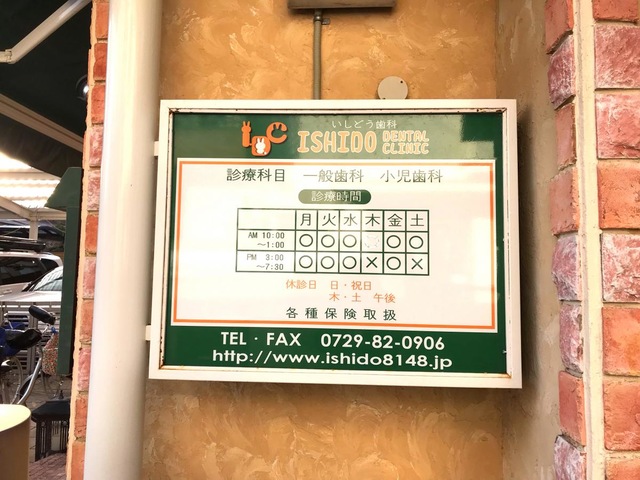 いしどう歯科
IDC ISHIDO DENTAL CLINIC
診療科目 一般歯科 小児歯科
診療時間
月 火 水 木 金 土
AM 10:00 〜1:00 ○ ○ ○ ○ ○
PM 3:00 〜7:30 ○ ○ ○ × ○ ×
休診日 日・祝日
木・土 午後
各種保険取扱
TEL・FAX 0729-82-0906
http://www.ishido8148.jp